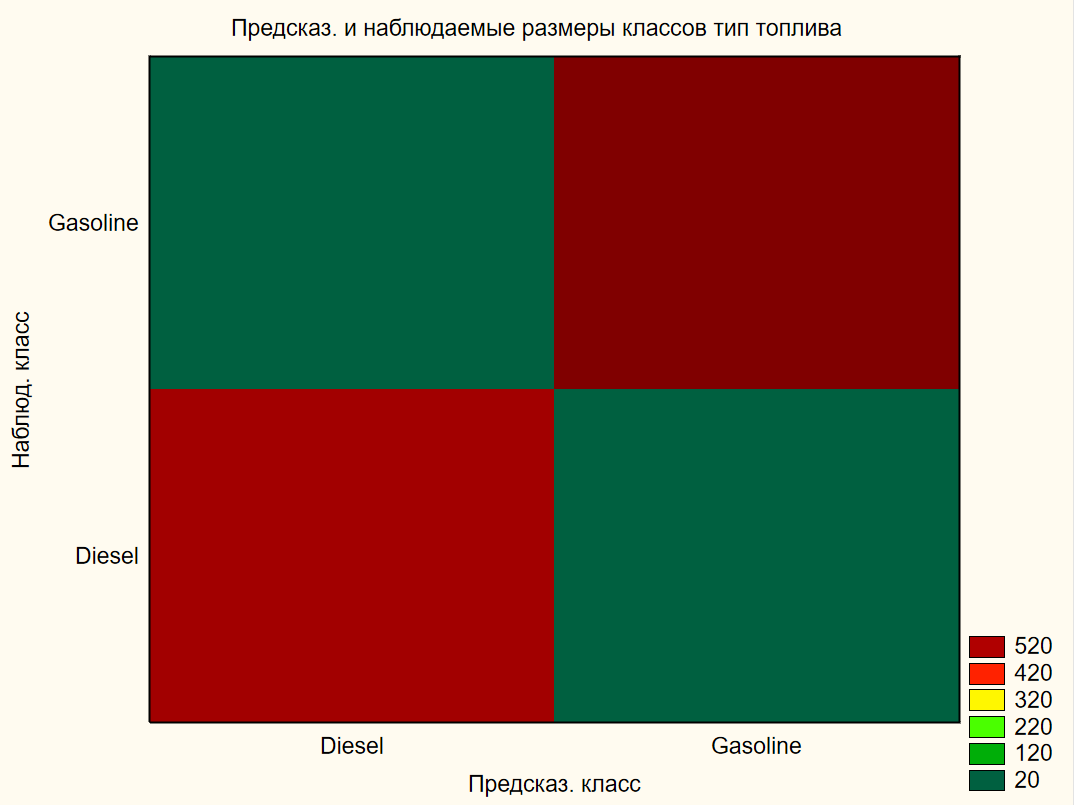 Предсказ. и наблюдаемые размеры классов тип топлива
Gasoline
Наблюд. класс
Diesel
Diesel
Gasoline
Предсказ. класс
520
420
320
220
120
20